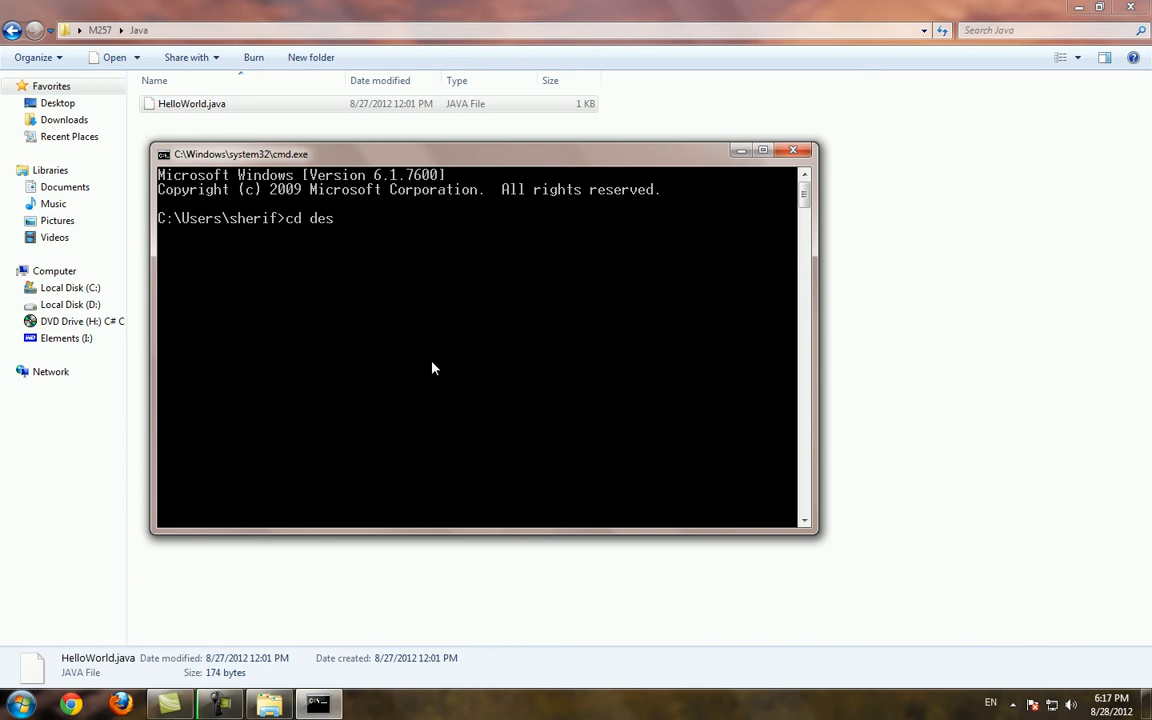 M257 Java
Search Java
Organize Open Share with Burn New folder
Favorites
Desktop
Downloads
Recent Places
Libraries
Documents
Music
Pictures
Videos
Computer
Local Disk (C:)
Local Disk (D:)
DVD Drive (H:) C# C
Elements (I:)
Network
Name Date modified Type Size
HelloWorld.java 8/27/2012 12:01 PM JAVA File 1 KB
C:\Windows\system32\cmd.exe
Microsoft Windows [Version 6.1.7600]
Copyright (c) 2009 Microsoft Corporation. All rights reserved.
C:\Users\sherif>cd des
HelloWorld.java Date modified: 8/27/2012 12:01 PM Date created: 8/27/2012 12:01 PM
JAVA File Size: 174 bytes
EN 6:17 PM
8/28/2012